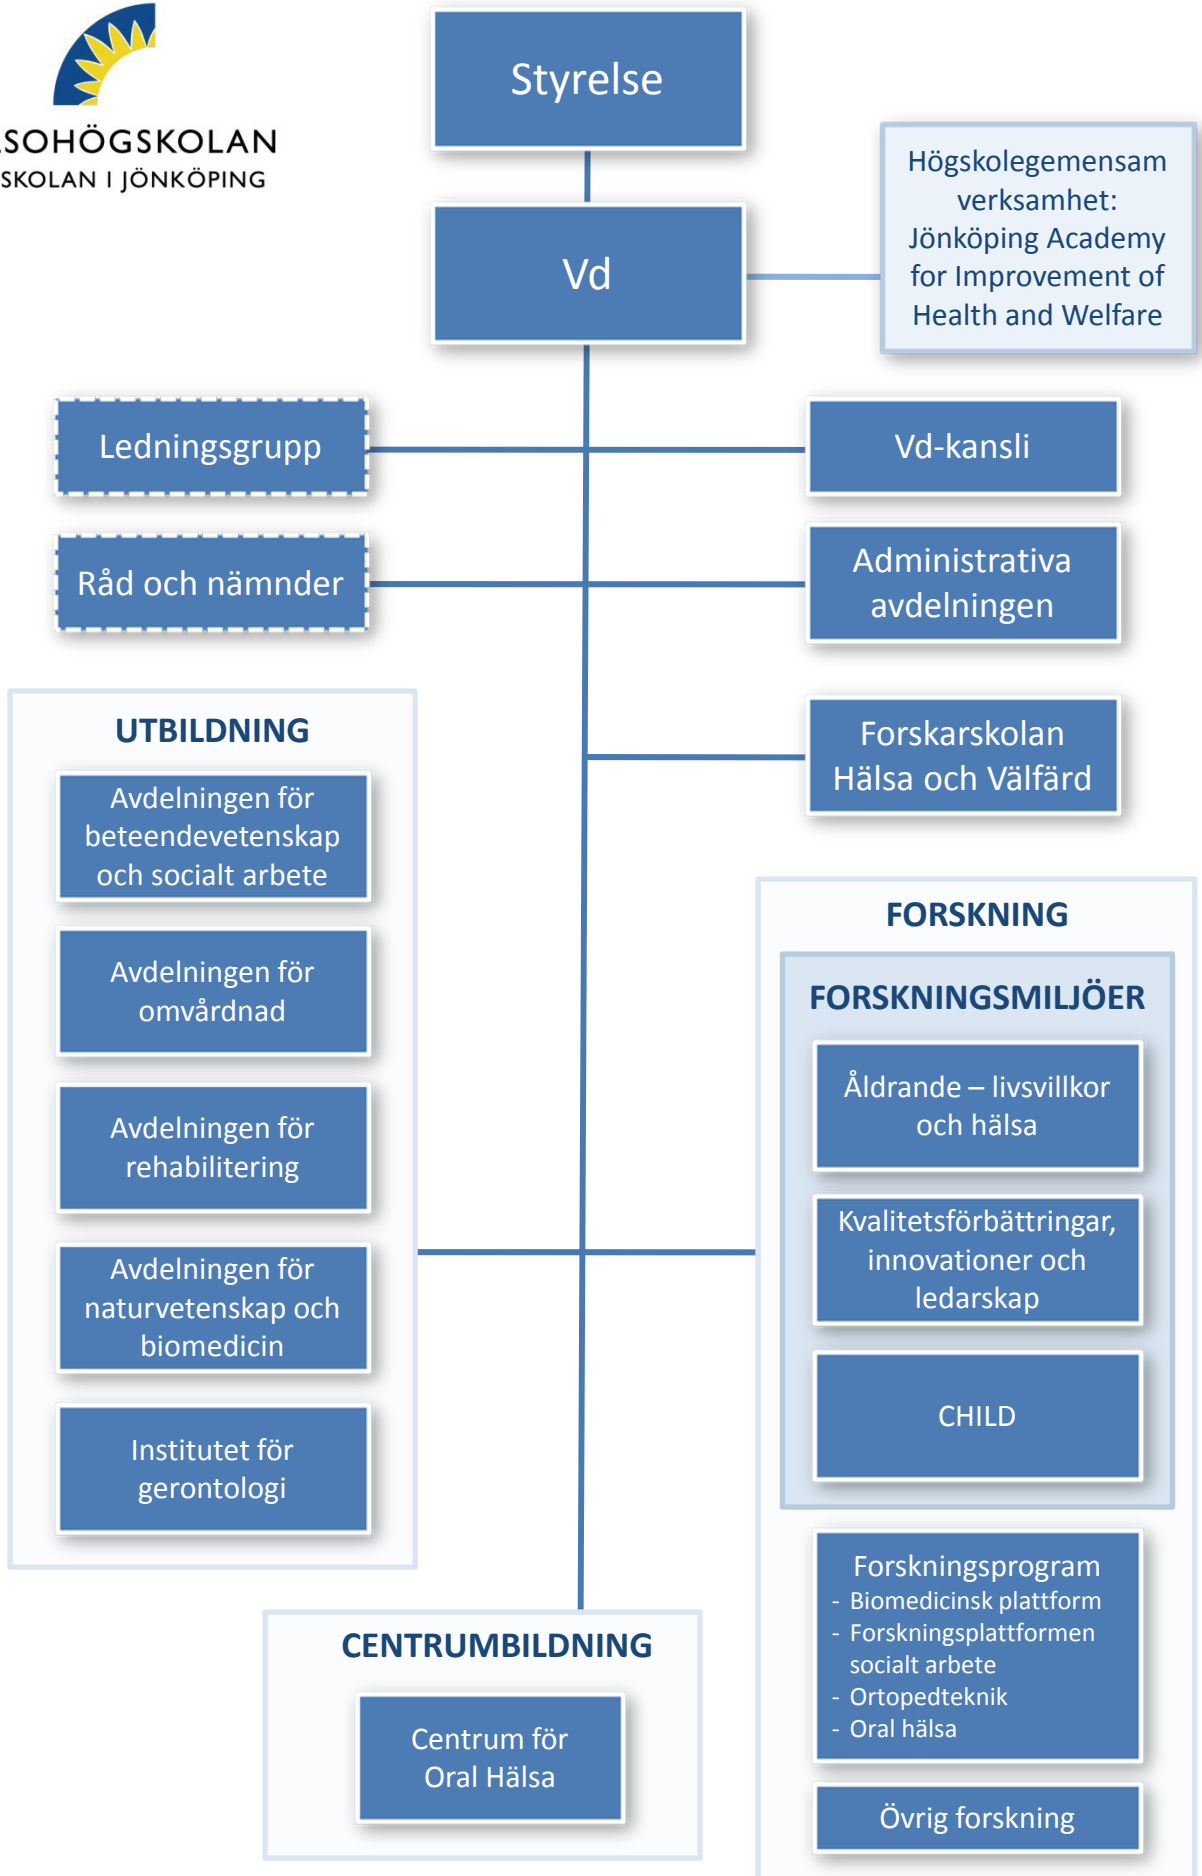 LSOHÖGSKOLAN
SKOLAN I JÖNKÖPING
Styrelse
Högskolegemensam
verksamhet:
Jönköping Academy
for Improvement of
Health and Welfare
Vd
Ledningsgrupp
Vd-kansli
Råd och nämnder
Administrativa
avdelningen
Forskarskolan
Hälsa och Välfärd
UTBILDNING
Avdelningen för
beteendevetenskap
och socialt arbete
Avdelningen för
omvårdnad
Avdelningen för
rehabilitering
Avdelningen för
naturvetenskap och
biomedicin
Institutet för
gerontologi
FORSKNING
FORSKNINGSMILJÖER
Åldrande – livsvillkor
och hälsa
Kvalitetsförbättringar,
innovationer och
ledarskap
CHILD
Forskningsprogram
- Biomedicinsk plattform
- Forskningsplattformen
socialt arbete
- Ortopedteknik
- Oral hälsa
Övrig forskning
CENTRUMBILDNING
Centrum för
Oral Hälsa